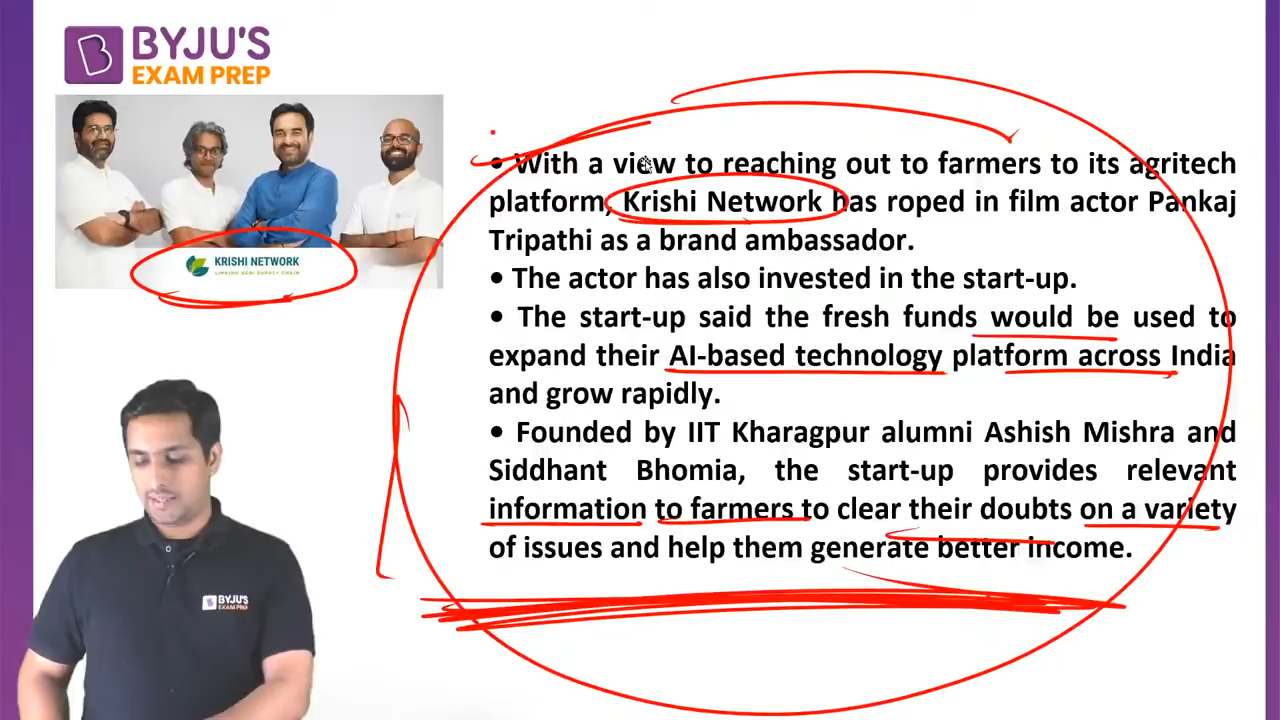 BYJU'S
EXAM PREP
KRISHI NETWORK
LINKING AGRI SUPPLY CHAIN
• With a view to reaching out to farmers to its agritech
platform, Krishi Network has roped in film actor Pankaj
Tripathi as a brand ambassador.
• The actor has also invested in the start-up.
• The start-up said the fresh funds would be used to
expand their AI-based technology platform across India
and grow rapidly.
• Founded by IIT Kharagpur alumni Ashish Mishra and
Siddhant Bhomia, the start-up provides relevant
information to farmers to clear their doubts on a variety
of issues and help them generate better income.
BYJU'S
EXAM PREP